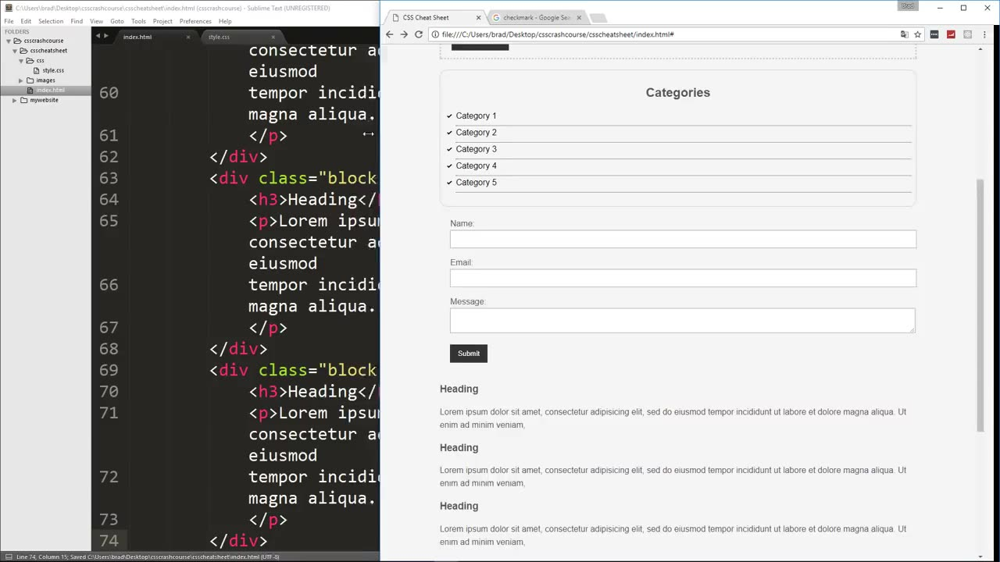 C:\Users\brad\Desktop\csscrashcourse\csscheatsheet\index.html (csscrashcourse) - Sublime Text (UNREGISTERED)
File Edit Selection Find View Goto Tools Project Preferences Help
FOLDERS
csscrashcourse
csscheatsheet
css
style.css
images
index.html
mywebsite
index.html
style.css
consectetur
eiusmod
60 tempor
magna aliqua.
61 </p>
62 </div>
63 <div class="block
64 <h3>Heading</
65 <p>Lorem
consectetur
eiusmod
66 tempor
magna aliqua.
67 </p>
68 </div>
69 <div class="block
70 <h3>Heading</
71 <p>Lorem
consectetur
eiusmod
72 tempor
magna aliqua.
73 </p>
74 </div>
Line 74, Column 15; Saved C:\Users\brad\Desktop\csscrashcourse\csscheatsheet\index.html (UTF-8)
Brad
CSS Cheat Sheet
checkmark - Google Sea
file:///C:/Users/brad/Desktop/csscrashcourse/csscheatsheet/index.html#
Categories
Category 1
Category 2
Category 3
Category 4
Category 5
Name:
Email:
Message:
Submit
Heading
Lorem ipsum dolor sit amet, consectetur adipisicing elit, sed do eiusmod tempor incididunt ut labore et dolore magna aliqua. Ut
enim ad minim veniam,
Heading
Lorem ipsum dolor sit amet, consectetur adipisicing elit, sed do eiusmod tempor incididunt ut labore et dolore magna aliqua. Ut
enim ad minim veniam,
Heading
Lorem ipsum dolor sit amet, consectetur adipisicing elit, sed do eiusmod tempor incididunt ut labore et dolore magna aliqua. Ut
enim ad minim veniam,